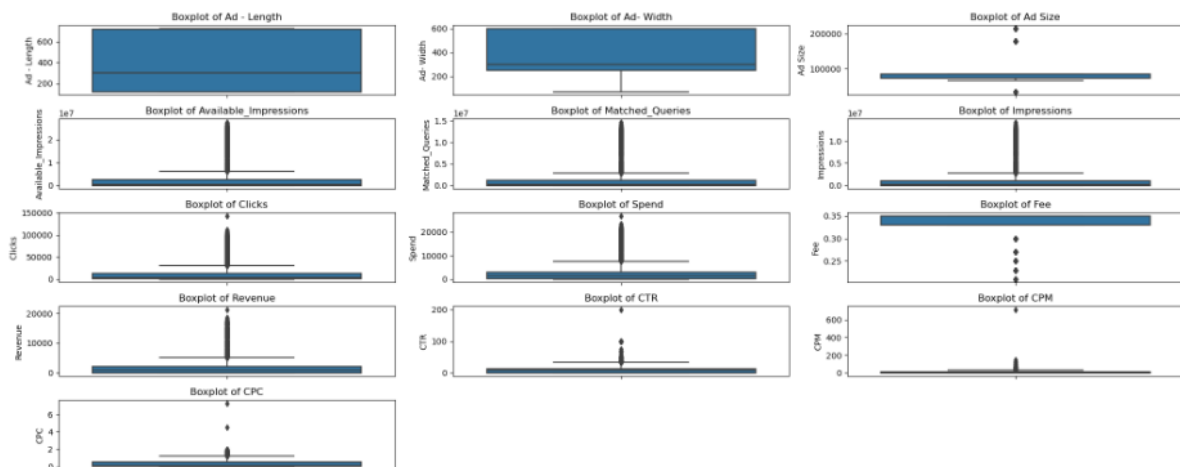 Boxplot of Ad - Length
Ad - Length
600
400
200
Boxplot of Ad- Width
Ad- Width
600
400
200
Boxplot of Ad Size
Ad Size
200000
100000
Boxplot of Available_Impressions
1e7
Available_Impressions
2
1
0
Boxplot of Matched_Queries
1e7
Matched_Queries
1.5
1.0
0.5
0.0
Boxplot of Impressions
1e7
Impressions
1.0
0.5
0.0
Boxplot of Clicks
Clicks
150000
100000
50000
0
Boxplot of Spend
Spend
20000
10000
0
Boxplot of Fee
Fee
0.35
0.30
0.25
Boxplot of Revenue
Revenue
20000
10000
0
Boxplot of CTR
CTR
200
100
0
Boxplot of CPM
CPM
600
400
200
0
Boxplot of CPC
CPC
6
4
2
0